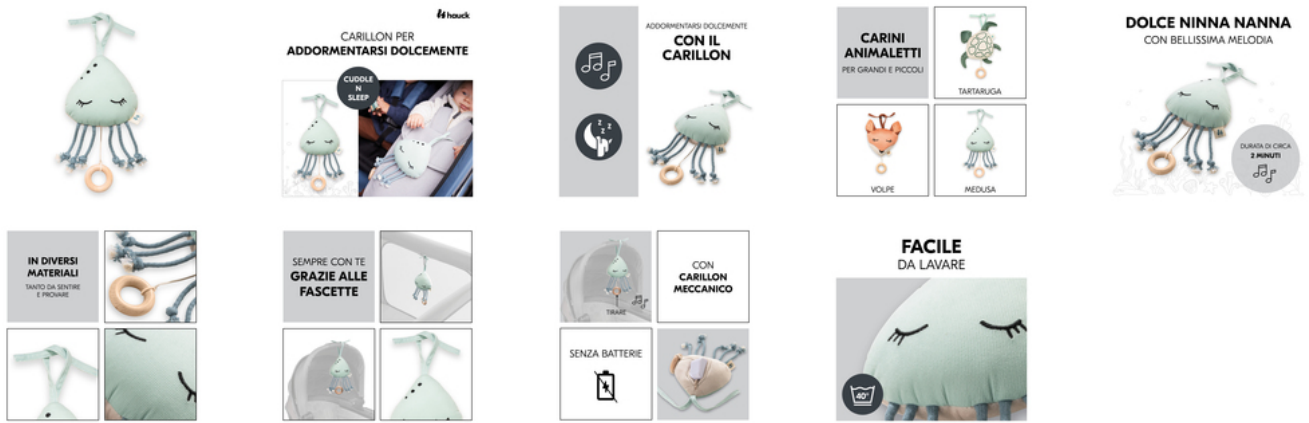 hauck
CARILLON PER
ADDORMENTARSI DOLCEMENTE
CUDDLE
N
SLEEP
ADDORMENTARSI DOLCEMENTE
CON IL
CARILLON
Z Z Z
CARINI
ANIMALETTI
PER GRANDI E PICCOLI
TARTARUGA
VOLPE
MEDUSA
DOLCE NINNA NANNA
CON BELLISSIMA MELODIA
DURATA DI CIRCA
2 MINUTI
IN DIVERSI
MATERIALI
TANTO DA SENTIRE
E PROVARE
SEMPRE CON TE
GRAZIE ALLE
FASCETTE
TIRARE
CON
CARILLON
MECCANICO
SENZA BATTERIE
FACILE
DA LAVARE
40°